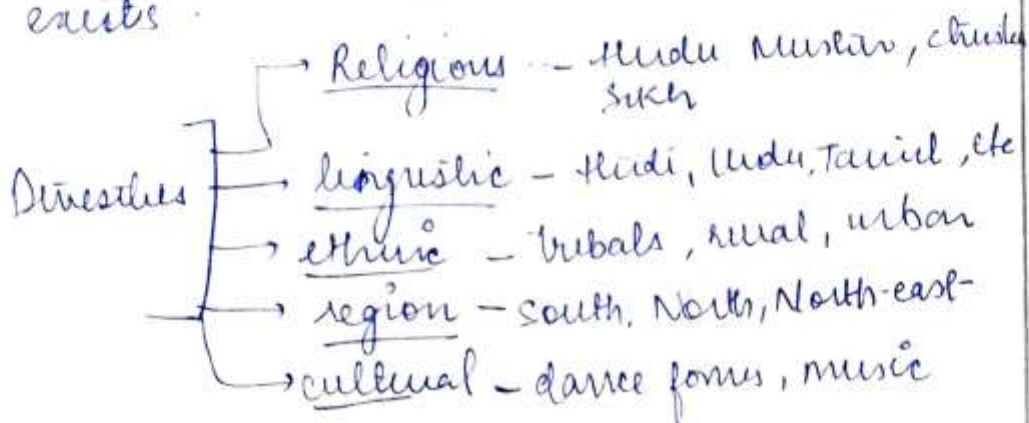 exists.
Religious - Hindu Muslim, Christ
Sikh
Diversities
linguistic - Hindi, Urdu, Tamil, etc
ethnic - tribals, rural, urban
region - south, North, North-east
cultural - dance forms, music